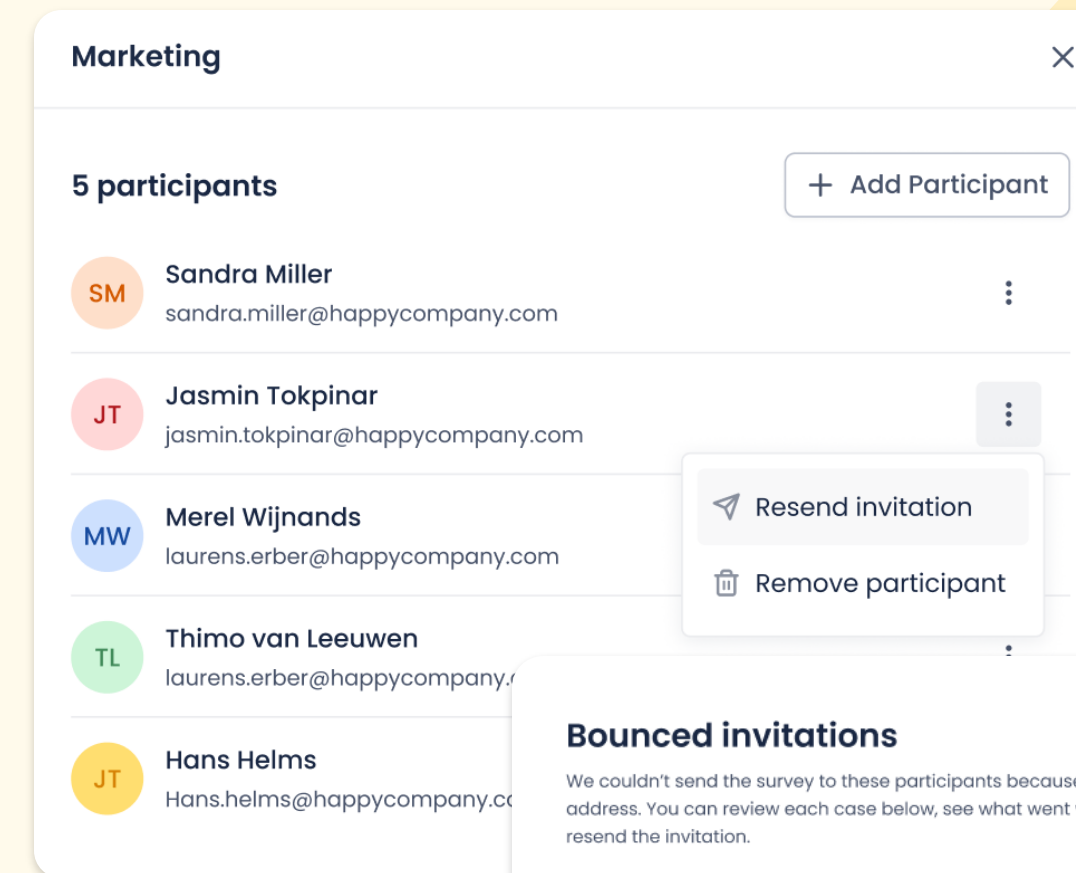 Marketing
5 participants
+ Add Participant
SM
Sandra Miller
sandra.miller@happycompany.com
JT
Jasmin Tokpinar
jasmin.tokpinar@happycompany.com
Resend invitation
Remove participant
MW
Merel Wijnands
laurens.erber@happycompany.com
TL
Thimo van Leeuwen
laurens.erber@happycompany.
JT
Hans Helms
Hans.helms@happycompany.co
Bounced invitations
We couldn't send the survey to these participants because
address. You can review each case below, see what went
resend the invitation.